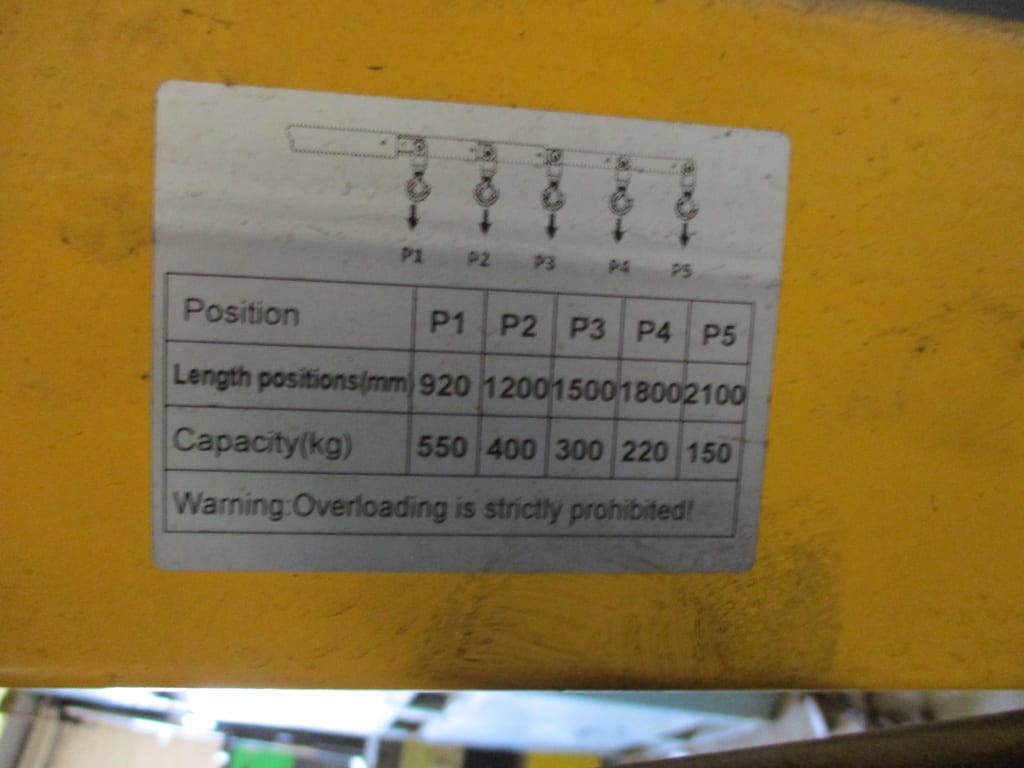 P1 P2 P3 P4 P5
Position P1 P2 P3 P4 P5
Length positions(mm) 920 1200 1500 1800 2100
Capacity(kg) 550 400 300 220 150
Warning:Overloading is strictly prohibited!